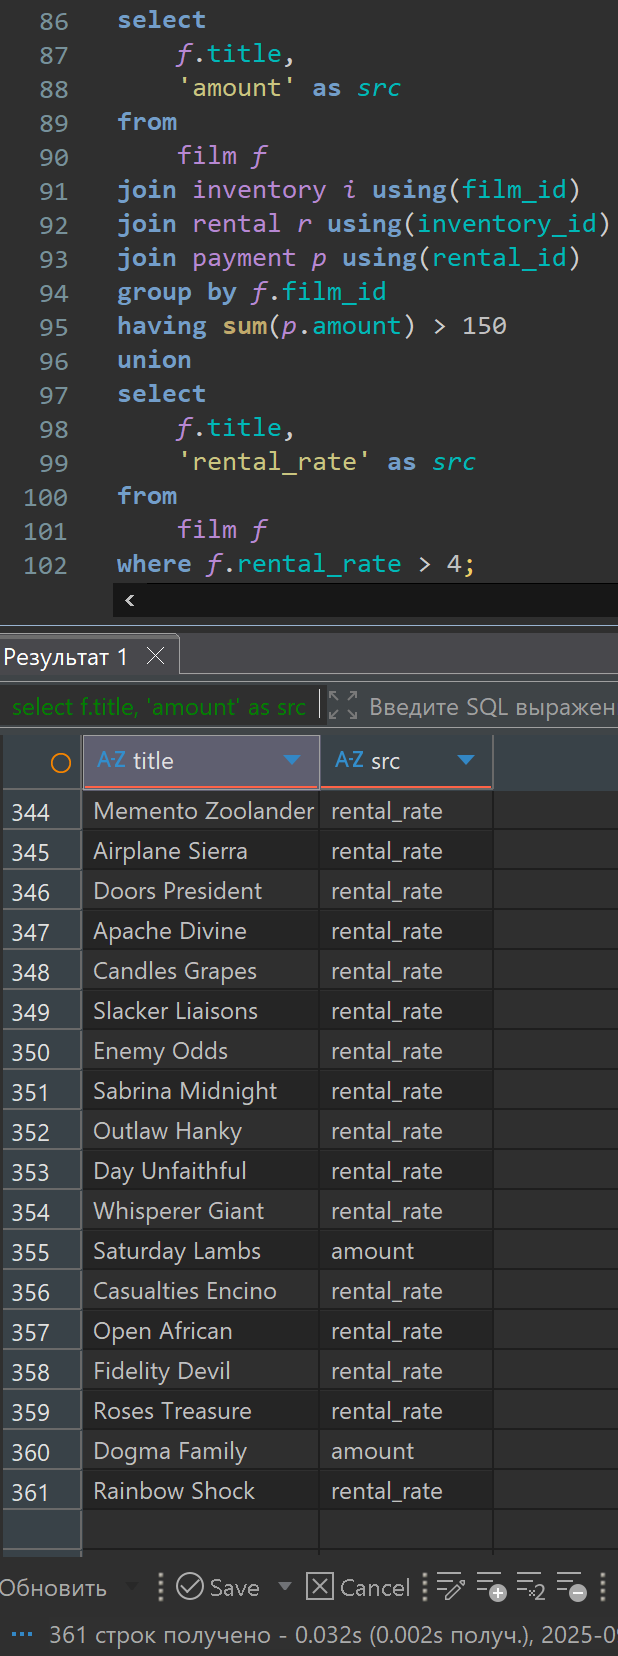 86 select
87 f.title,
88 'amount' as src
89 from
90 film f
91 join inventory i using(film_id)
92 join rental r using(inventory_id)
93 join payment p using(rental_id)
94 group by f.film_id
95 having sum(p.amount) > 150
96 union
97 select
98 f.title,
99 'rental_rate' as src
100 from
101 film f
102 where f.rental_rate > 4;
Результат 1
select f.title, 'amount' as src Введите SQL выражен
A-Z title A-Z src
344 Memento Zoolander rental_rate
345 Airplane Sierra rental_rate
346 Doors President rental_rate
347 Apache Divine rental_rate
348 Candles Grapes rental_rate
349 Slacker Liaisons rental_rate
350 Enemy Odds rental_rate
351 Sabrina Midnight rental_rate
352 Outlaw Hanky rental_rate
353 Day Unfaithful rental_rate
354 Whisperer Giant rental_rate
355 Saturday Lambs amount
356 Casualties Encino rental_rate
357 Open African rental_rate
358 Fidelity Devil rental_rate
359 Roses Treasure rental_rate
360 Dogma Family amount
361 Rainbow Shock rental_rate
Обновить Save Cancel
361 строк получено - 0.032s (0.002s получ.), 2025-09